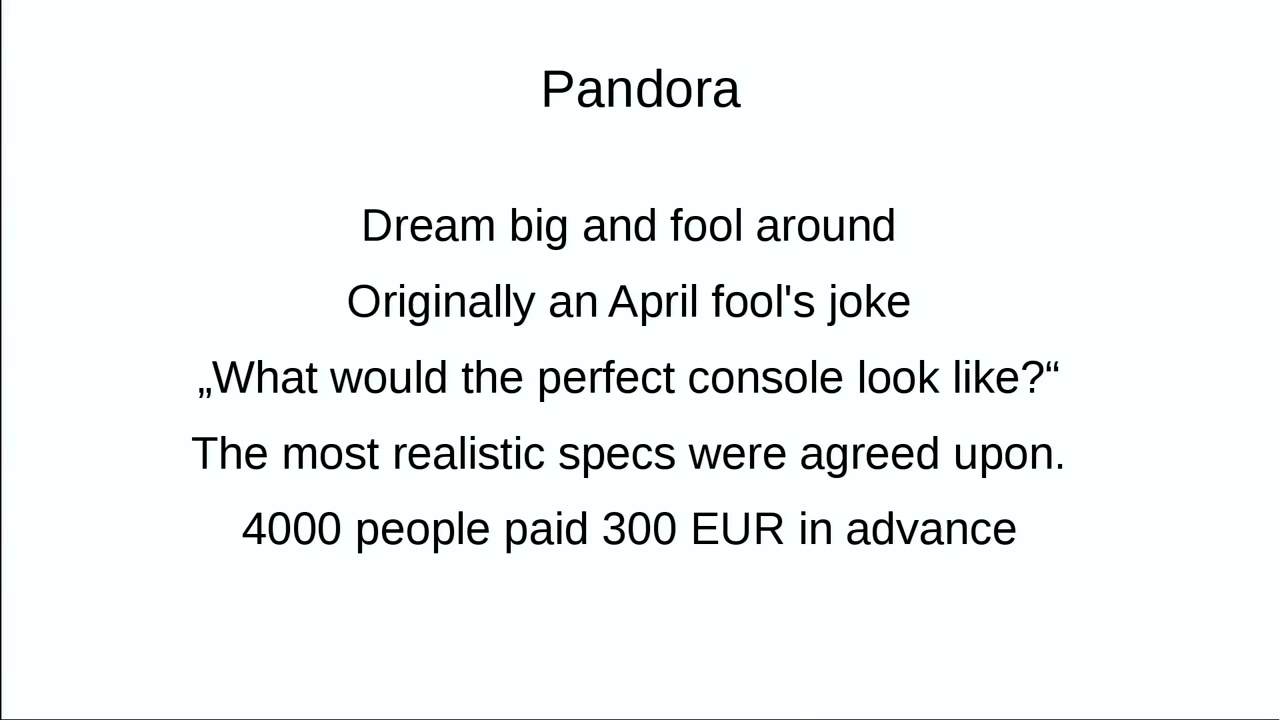 Pandora
Dream big and fool around
Originally an April fool's joke
„What would the perfect console look like?“
The most realistic specs were agreed upon.
4000 people paid 300 EUR in advance